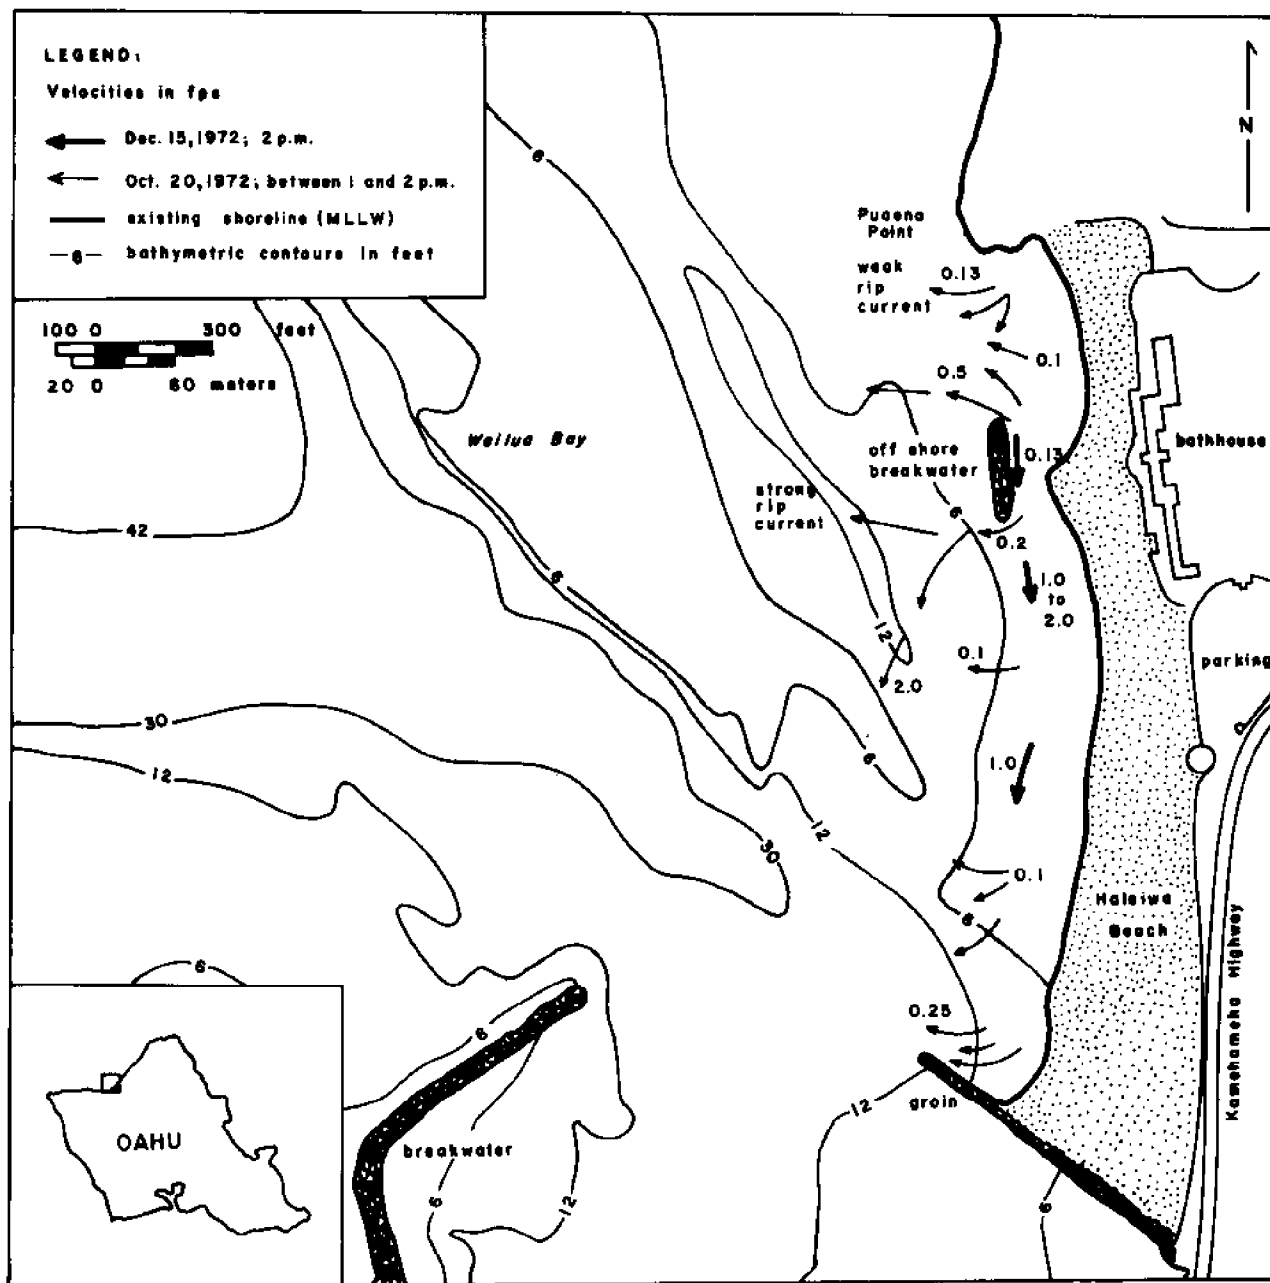 LEGEND:
Velocities in fps
Dec. 15, 1972; 2 p.m.
Oct. 20, 1972; between 1 and 2 p.m.
existing shoreline (MLLW)
—6— bathymetric contours in feet
100 0 300 feet
20 0 60 meters
N
6
Puaena
Point
weak
rip
current
0.13
0.1
0.5
Wailua Bay
off shore
breakwater
0.13
bathhouse
strong
rip
current
6
0.2
42
6
1.0
to
2.0
12
0.1
parking
2.0
30
6
1.0
12
12
30
0.1
Haleiwa
Beach
6
Kamehameha Highway
6
0.25
6
12
groin
OAHU
breakwater
6
12
6